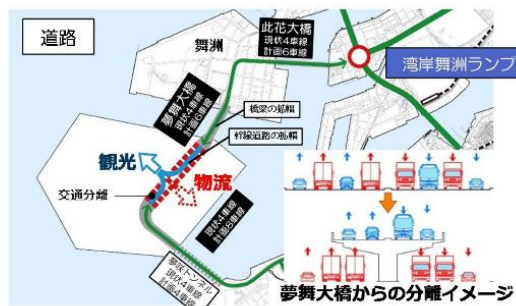 道路
舞洲
此花大橋
現状4車線
計画6車線
湾岸舞洲ランプ
夢舞大橋
現状4車線
計画6車線
橋梁の拡幅
幹線道路の拡幅
観光
物流
交通分離
現状4車線
計画8車線
夢咲トンネル
現状4車線
計画4車線
夢舞大橋からの分離イメージ